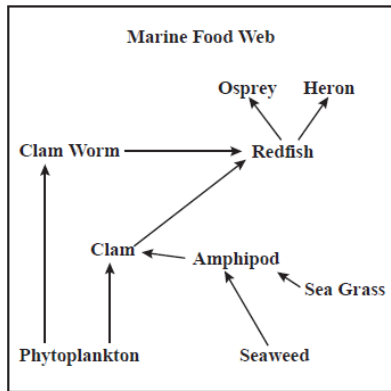 Marine Food Web
Osprey Heron
Clam Worm Redfish
Clam Amphipod
Sea Grass
Phytoplankton Seaweed